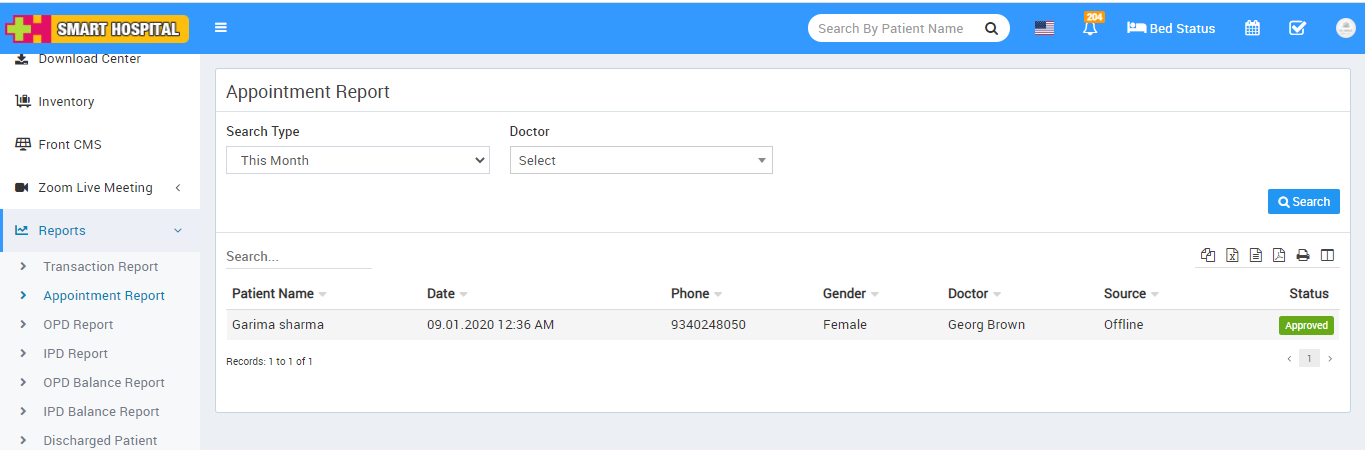 SMART HOSPITAL
Search By Patient Name
204
Bed Status
Download Center
Inventory
Front CMS
Zoom Live Meeting
Reports
Transaction Report
Appointment Report
OPD Report
IPD Report
OPD Balance Report
IPD Balance Report
Discharged Patient
Appointment Report
Search Type Doctor
This Month Select
Search
Search...
Patient Name Date Phone Gender Doctor Source Status
Garima sharma 09.01.2020 12:36 AM 9340248050 Female Georg Brown Offline Approved
Records: 1 to 1 of 1
1